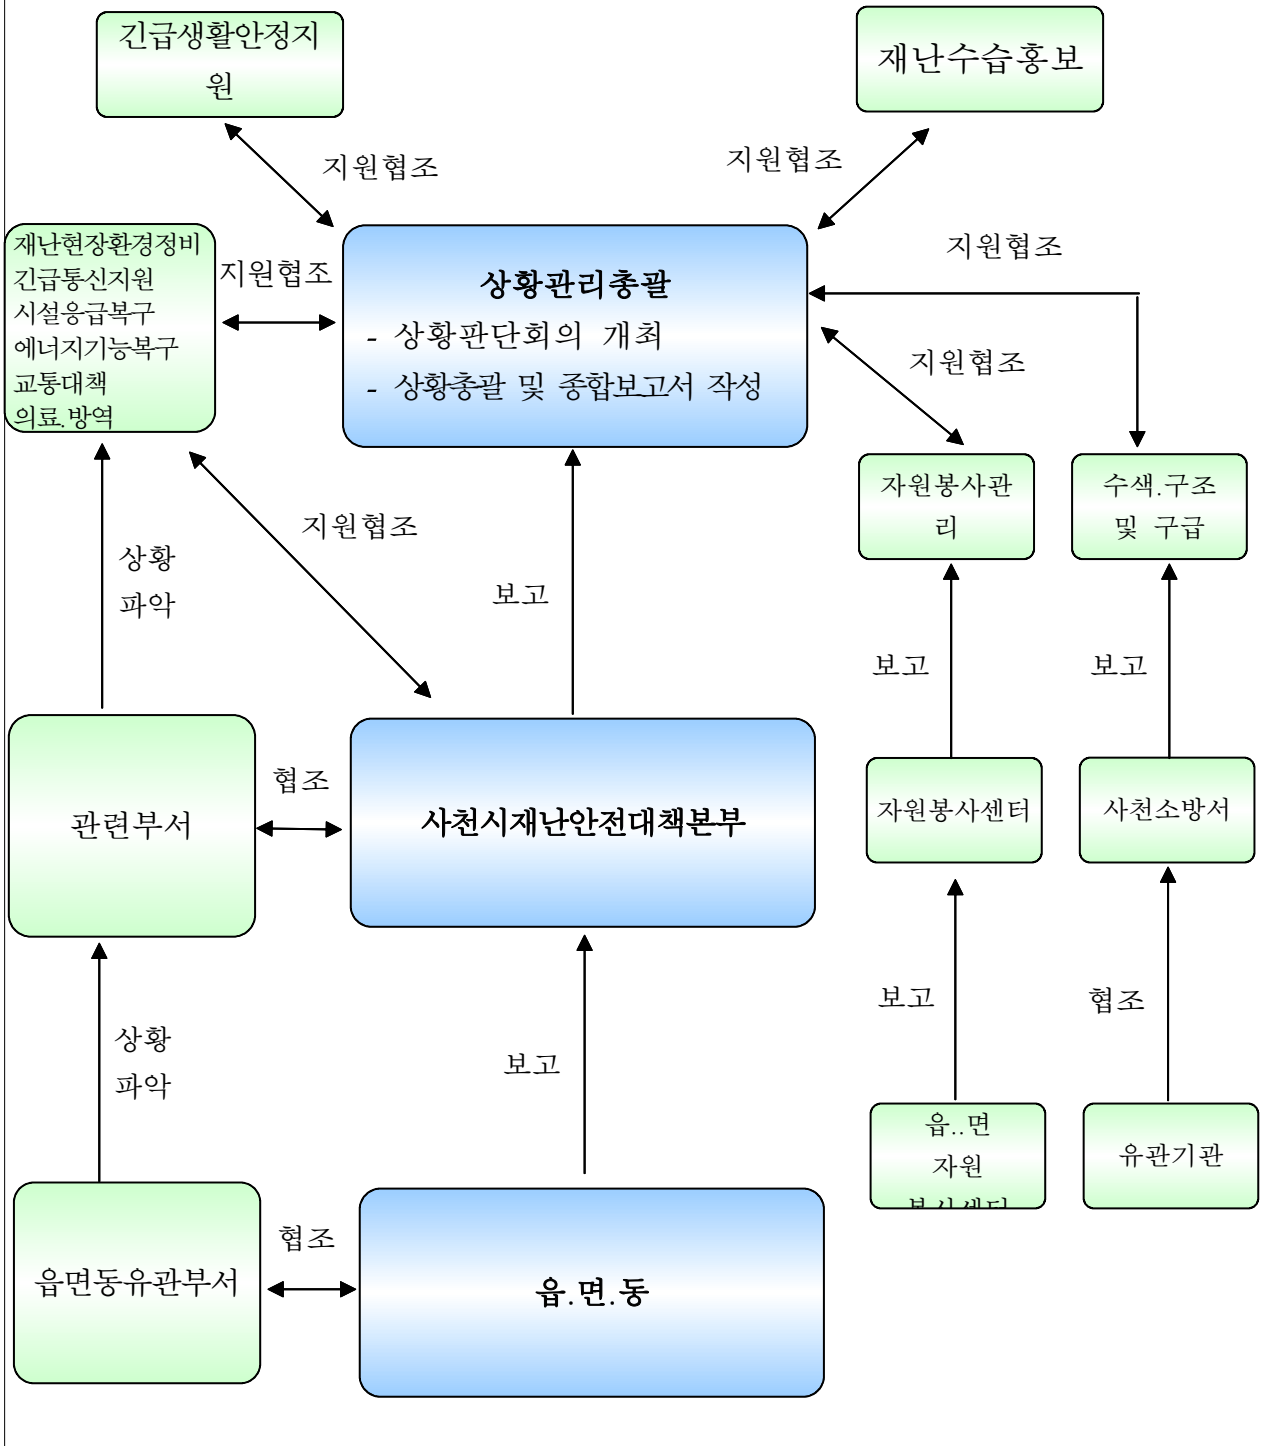 긴급생활안정지
원
재난수습홍보
지원협조
지원협조
재난현장환경정비
긴급통신지원
시설응급복구
에너지기능복구
교통대책
의료.방역
지원협조
상황관리총괄
- 상황판단회의 개최
- 상황총괄 및 종합보고서 작성
지원협조
지원협조
자원봉사관
리
수색.구조
및 구급
지원협조
상황
파악
보고
보고
보고
관련부서
협조
사천시재난안전대책본부
자원봉사센터
사천소방서
상황
파악
보고
보고
협조
읍..면
자원
봉사센터
유관기관
읍면동유관부서
협조
읍.면.동